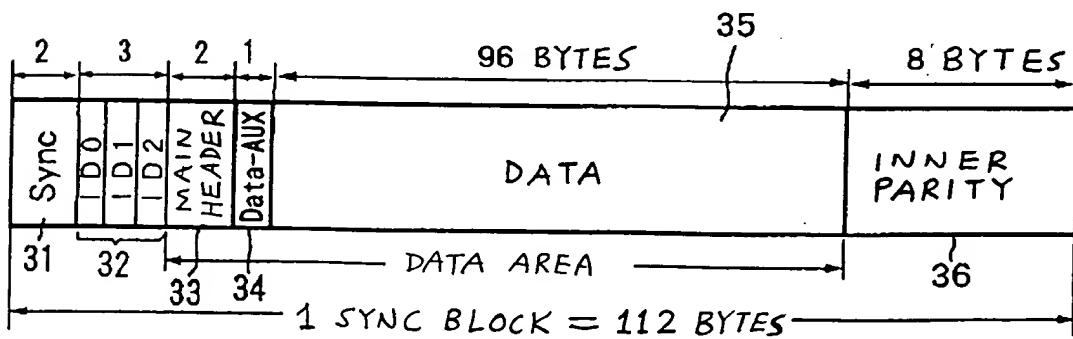 35
2 3 2 1 96 BYTES 8 BYTES
Sync
ID0
ID1
ID2
MAIN
HEADER
Data-AUX
DATA
INNER
PARITY
31 32 33 34 DATA AREA 36
1 SYNC BLOCK = 112 BYTES